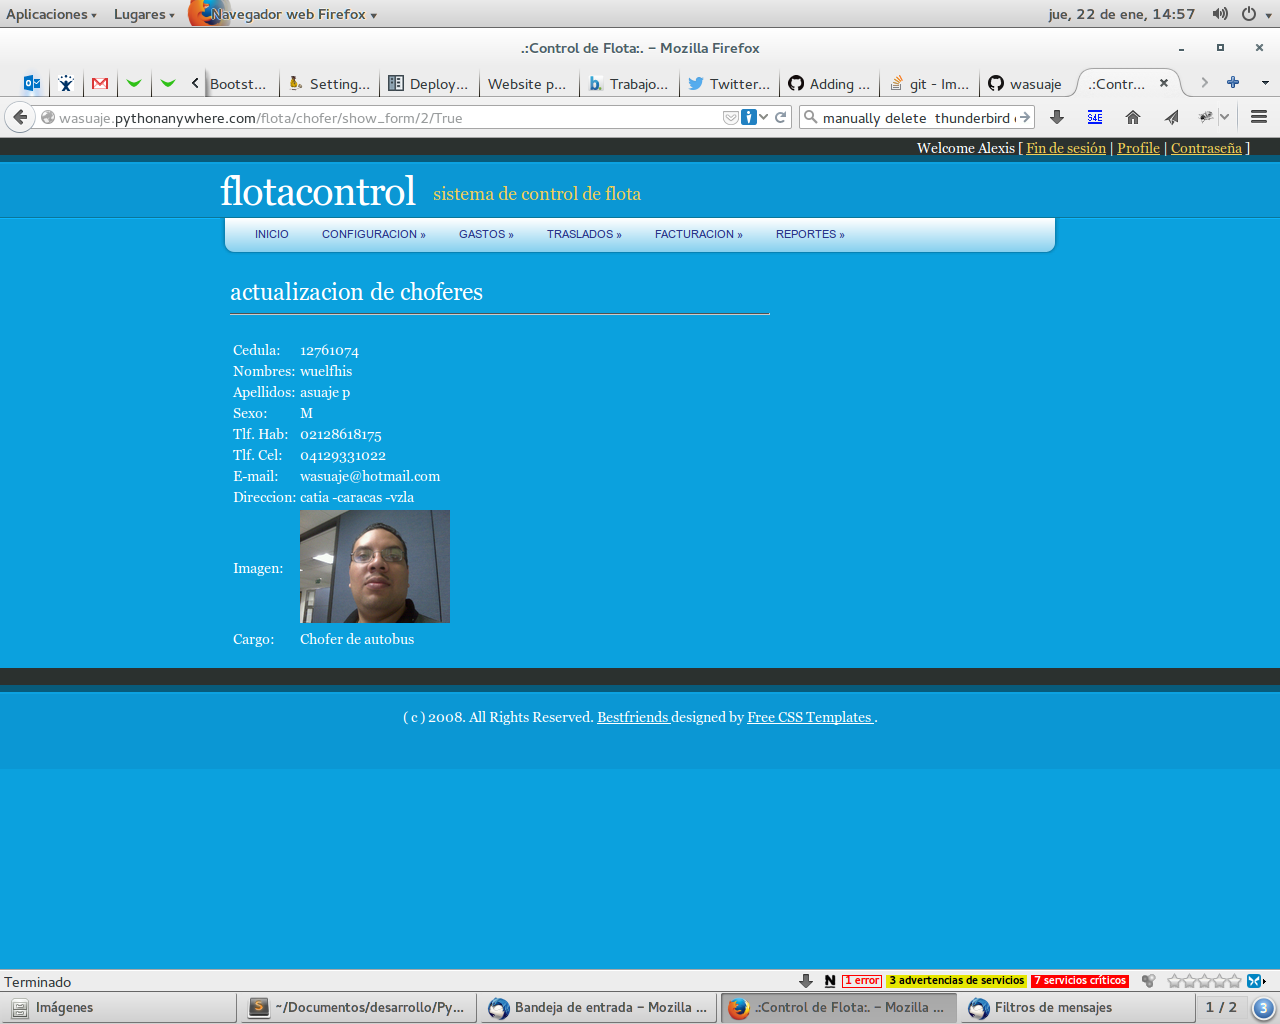 Aplicaciones Lugares Navegador web Firefox jue, 22 de ene, 14:57
.:Control de Flota:. – Mozilla Firefox
Bootst... Setting... Deploy... Website p... Trabajo... Twitter... Adding ... git - Im... wasuaje .:Contr...
wasuaje.pythonanywhere.com/flota/chofer/show_form/2/True manually delete thunderbird S4E
Welcome Alexis [ Fin de sesión | Profile | Contraseña ]
flotacontrol sistema de control de flota
INICIO CONFIGURACION » GASTOS » TRASLADOS » FACTURACION » REPORTES »
actualizacion de choferes
Cedula: 12761074
Nombres: wuelfhis
Apellidos: asuaje p
Sexo: M
Tlf. Hab: 02128618175
Tlf. Cel: 04129331022
E-mail: wasuaje@hotmail.com
Direccion: catia -caracas -vzla
Imagen:
Cargo: Chofer de autobus
( c ) 2008. All Rights Reserved. Bestfriends designed by Free CSS Templates .
Terminado N 1 error 3 advertencias de servicios 7 servicios críticos
Imágenes ~/Documentos/desarrollo/Py... Bandeja de entrada – Mozilla ... .:Control de Flota:. – Mozilla ... Filtros de mensajes 1 / 2 3